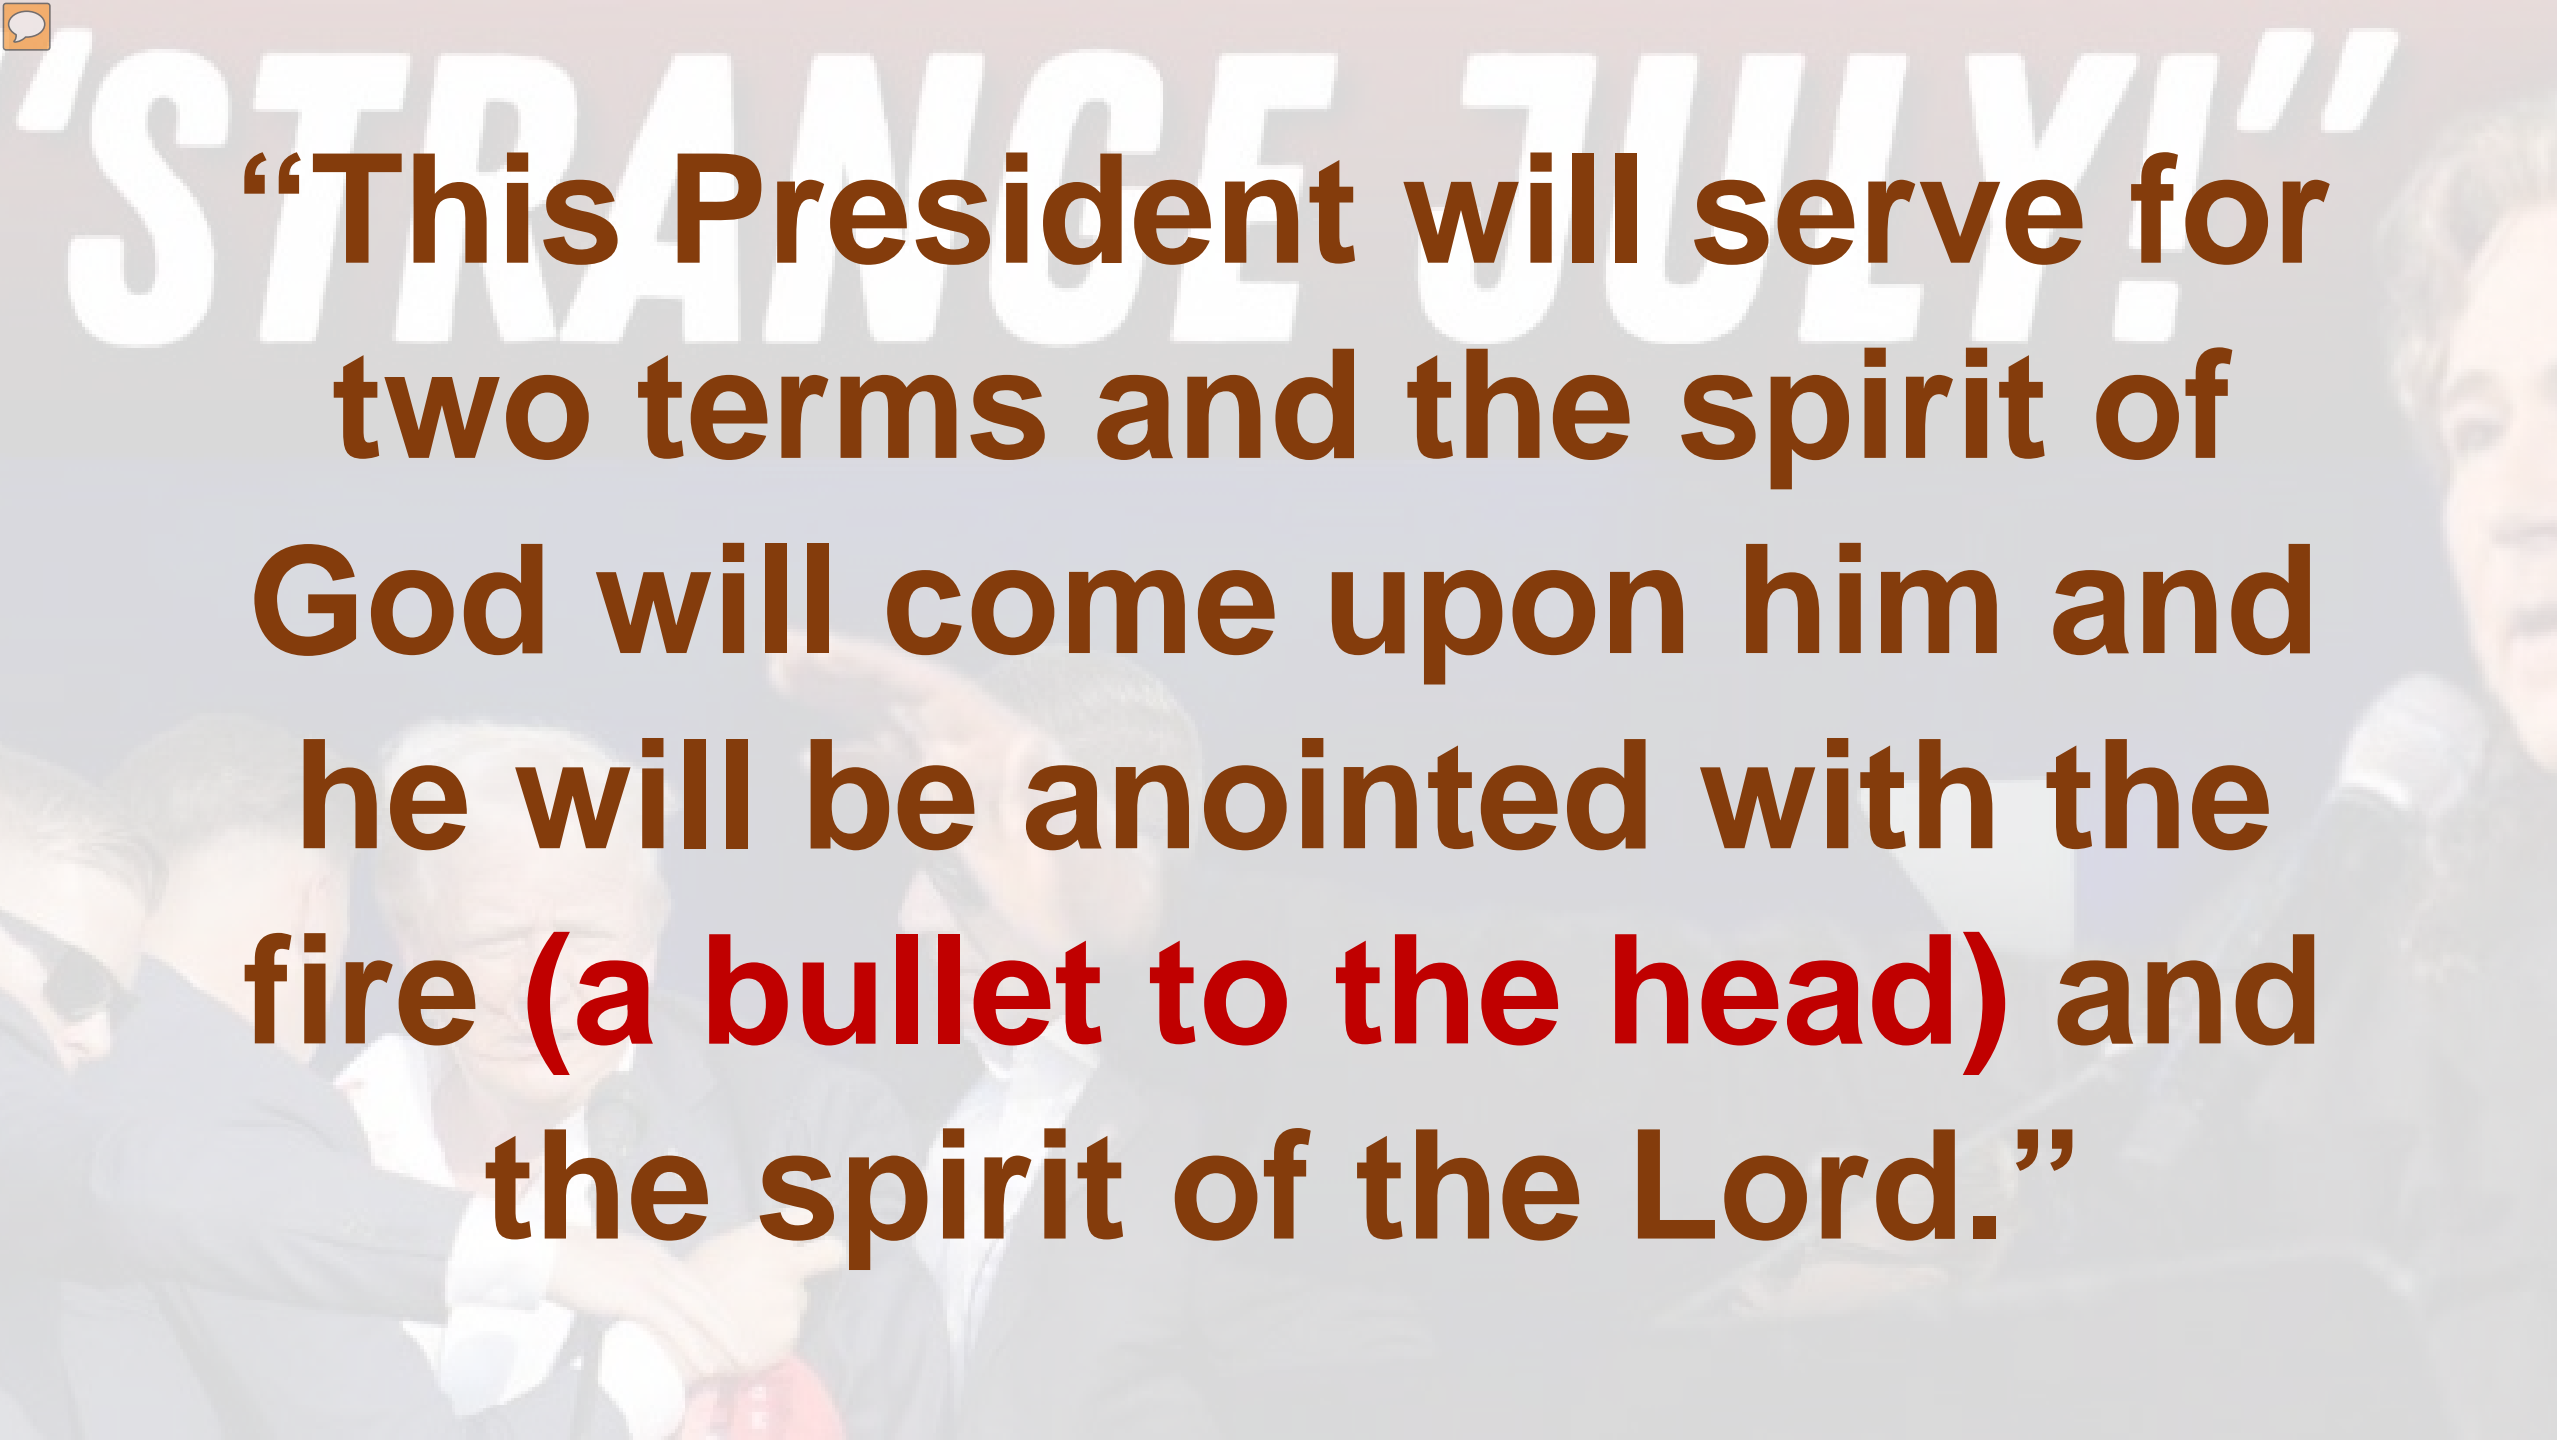 "STRANGE JULY!"
“This President will serve for
two terms and the spirit of
God will come upon him and
he will be anointed with the
fire (a bullet to the head) and
the spirit of the Lord.”